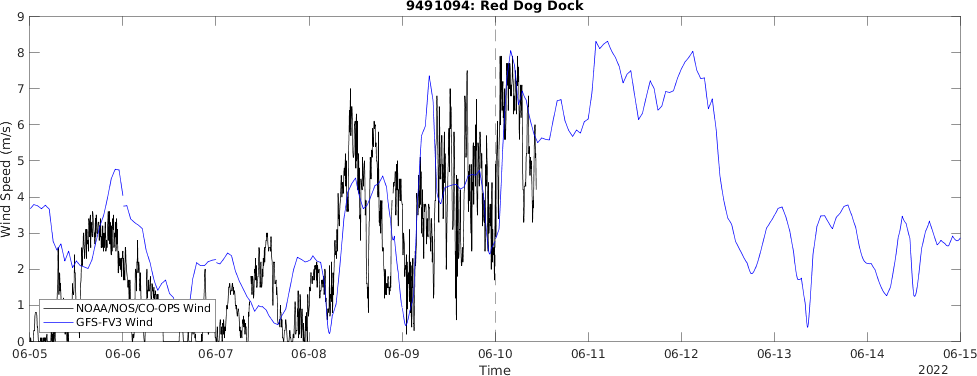 9491094: Red Dog Dock
9
8
7
6
5
4
3
2
1
0
Wind Speed (m/s)
NOAA/NOS/CO-OPS Wind
GFS-FV3 Wind
06-05 06-06 06-07 06-08 06-09 06-10 06-11 06-12 06-13 06-14 06-15
Time
2022